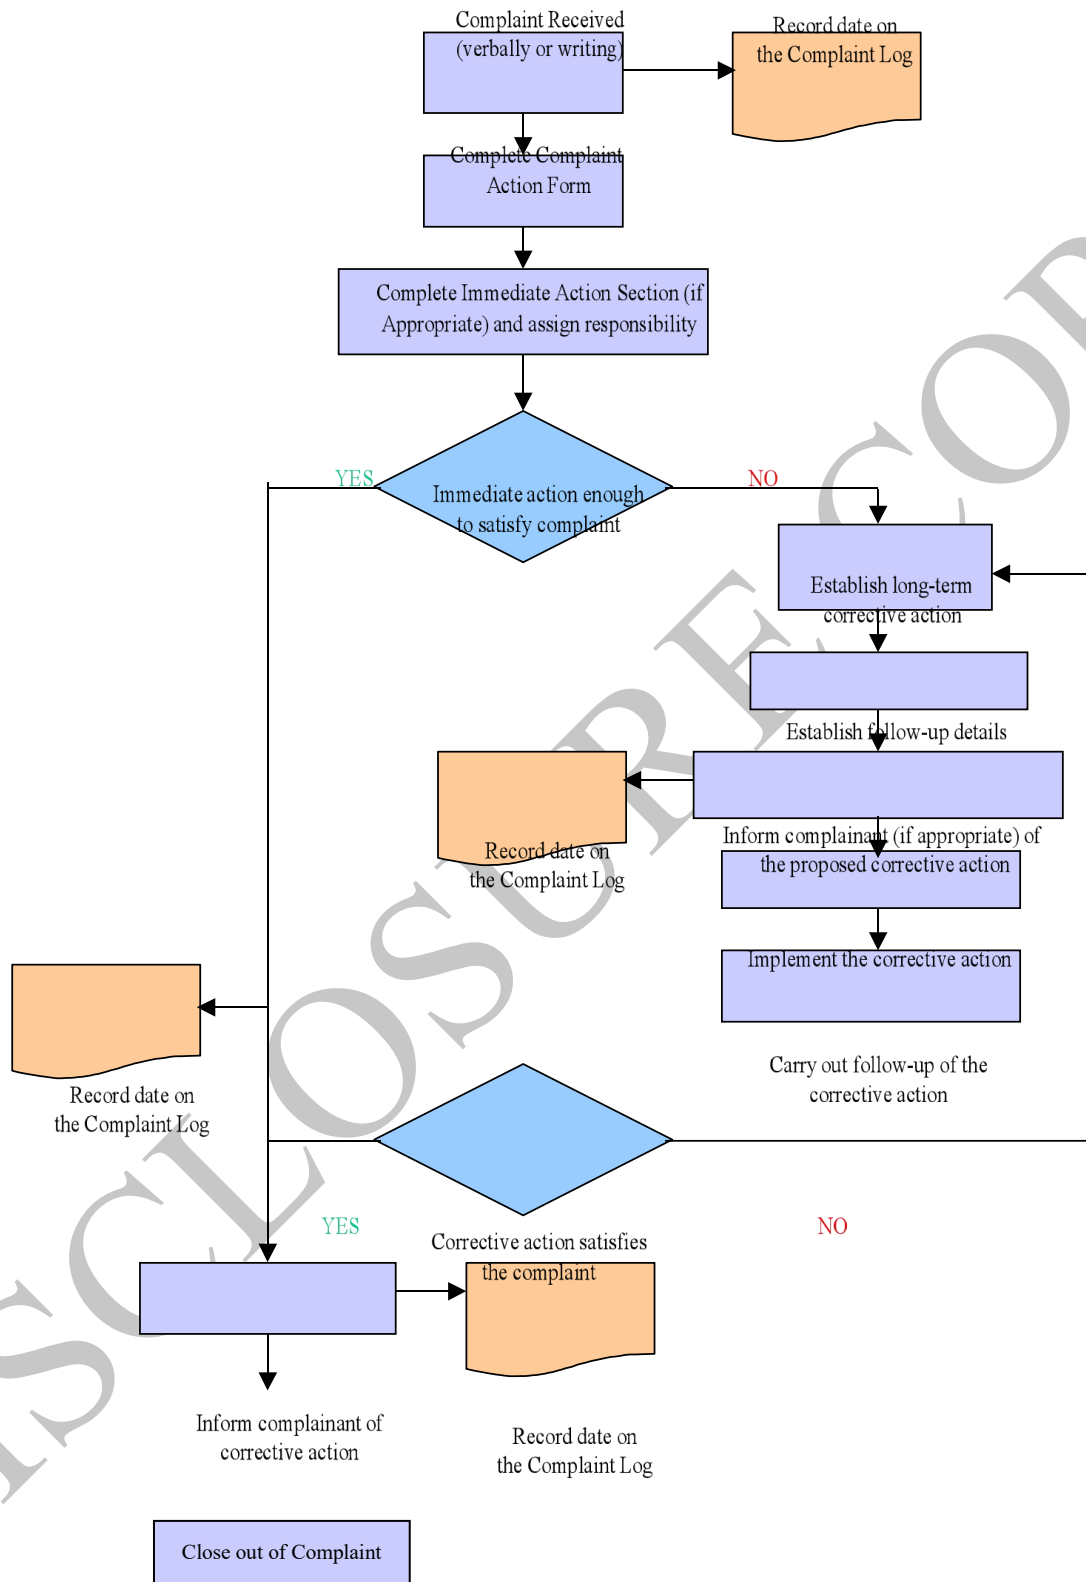 Complaint Received
(verbally or writing)
Record date on
the Complaint Log
Complete Complaint
Action Form
Complete Immediate Action Section (if
Appropriate) and assign responsibility
YES
NO
Immediate action enough
to satisfy complaint
Establish long-term
corrective action
Establish follow-up details
Inform complainant (if appropriate) of
the proposed corrective action
Record date on
the Complaint Log
Implement the corrective action
Carry out follow-up of the
corrective action
Record date on
the Complaint Log
YES
NO
Corrective action satisfies
the complaint
Inform complainant of
corrective action
Record date on
the Complaint Log
Close out of Complaint
ISCLOSURE COP